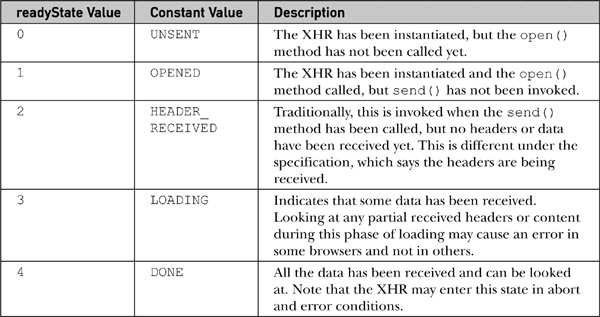 readyState Value Constant Value Description
0 UNSENT The XHR has been instantiated, but the open()
method has not been called yet.
1 OPENED The XHR has been instantiated and the open()
method called, but send() has not been invoked.
2 HEADER_ Traditionally, this is invoked when the send()
RECEIVED method has been called, but no headers or data
have been received yet. This is different under the
specification, which says the headers are being
received.
3 LOADING Indicates that some data has been received.
Looking at any partial received headers or content
during this phase of loading may cause an error in
some browsers and not in others.
4 DONE All the data has been received and can be looked
at. Note that the XHR may enter this state in abort
and error conditions.